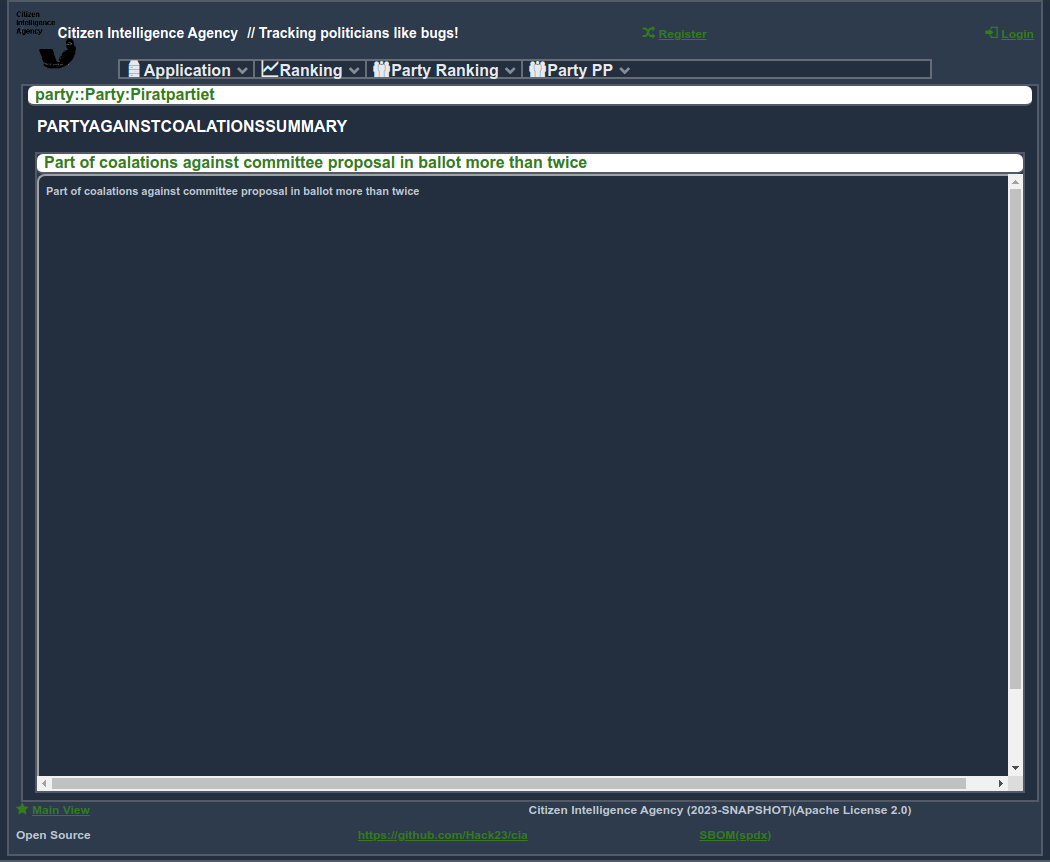 Citizen
Intelligence
Agency
Citizen Intelligence Agency // Tracking politicians like bugs!
Register
Login
Application
Ranking
Party Ranking
Party PP
party::Party:Piratpartiet
PARTYAGAINSTCOALATIONSSUMMARY
Part of coalations against committee proposal in ballot more than twice
Part of coalations against committee proposal in ballot more than twice
Main View
Citizen Intelligence Agency (2023-SNAPSHOT)(Apache License 2.0)
Open Source
https://github.com/Hack23/cia
SBOM(spdx)